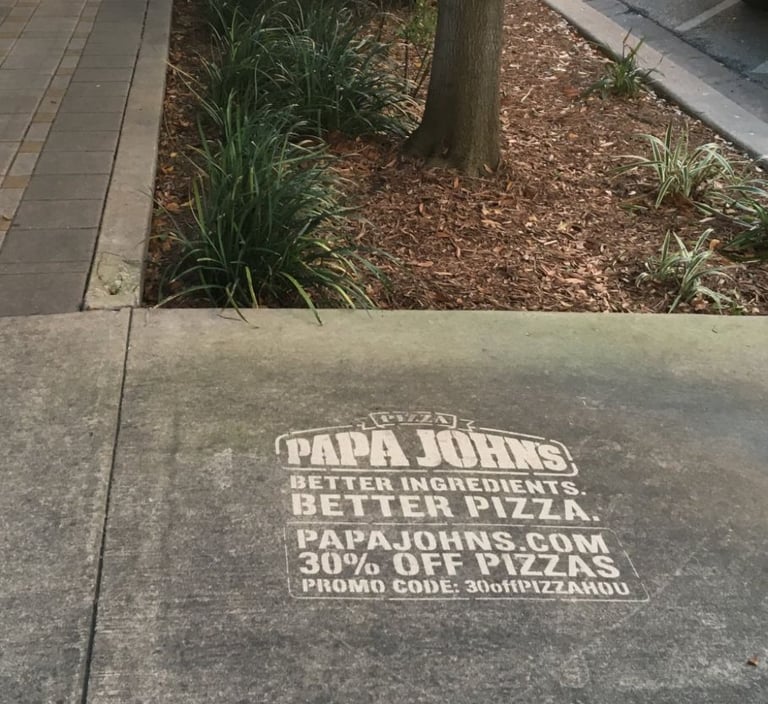 PIZZA
PAPA JOHNS
BETTER INGREDIENTS.
BETTER PIZZA.
PAPAJOHNS.COM
30% OFF PIZZAS
PROMO CODE: 30offPIZZAHOU